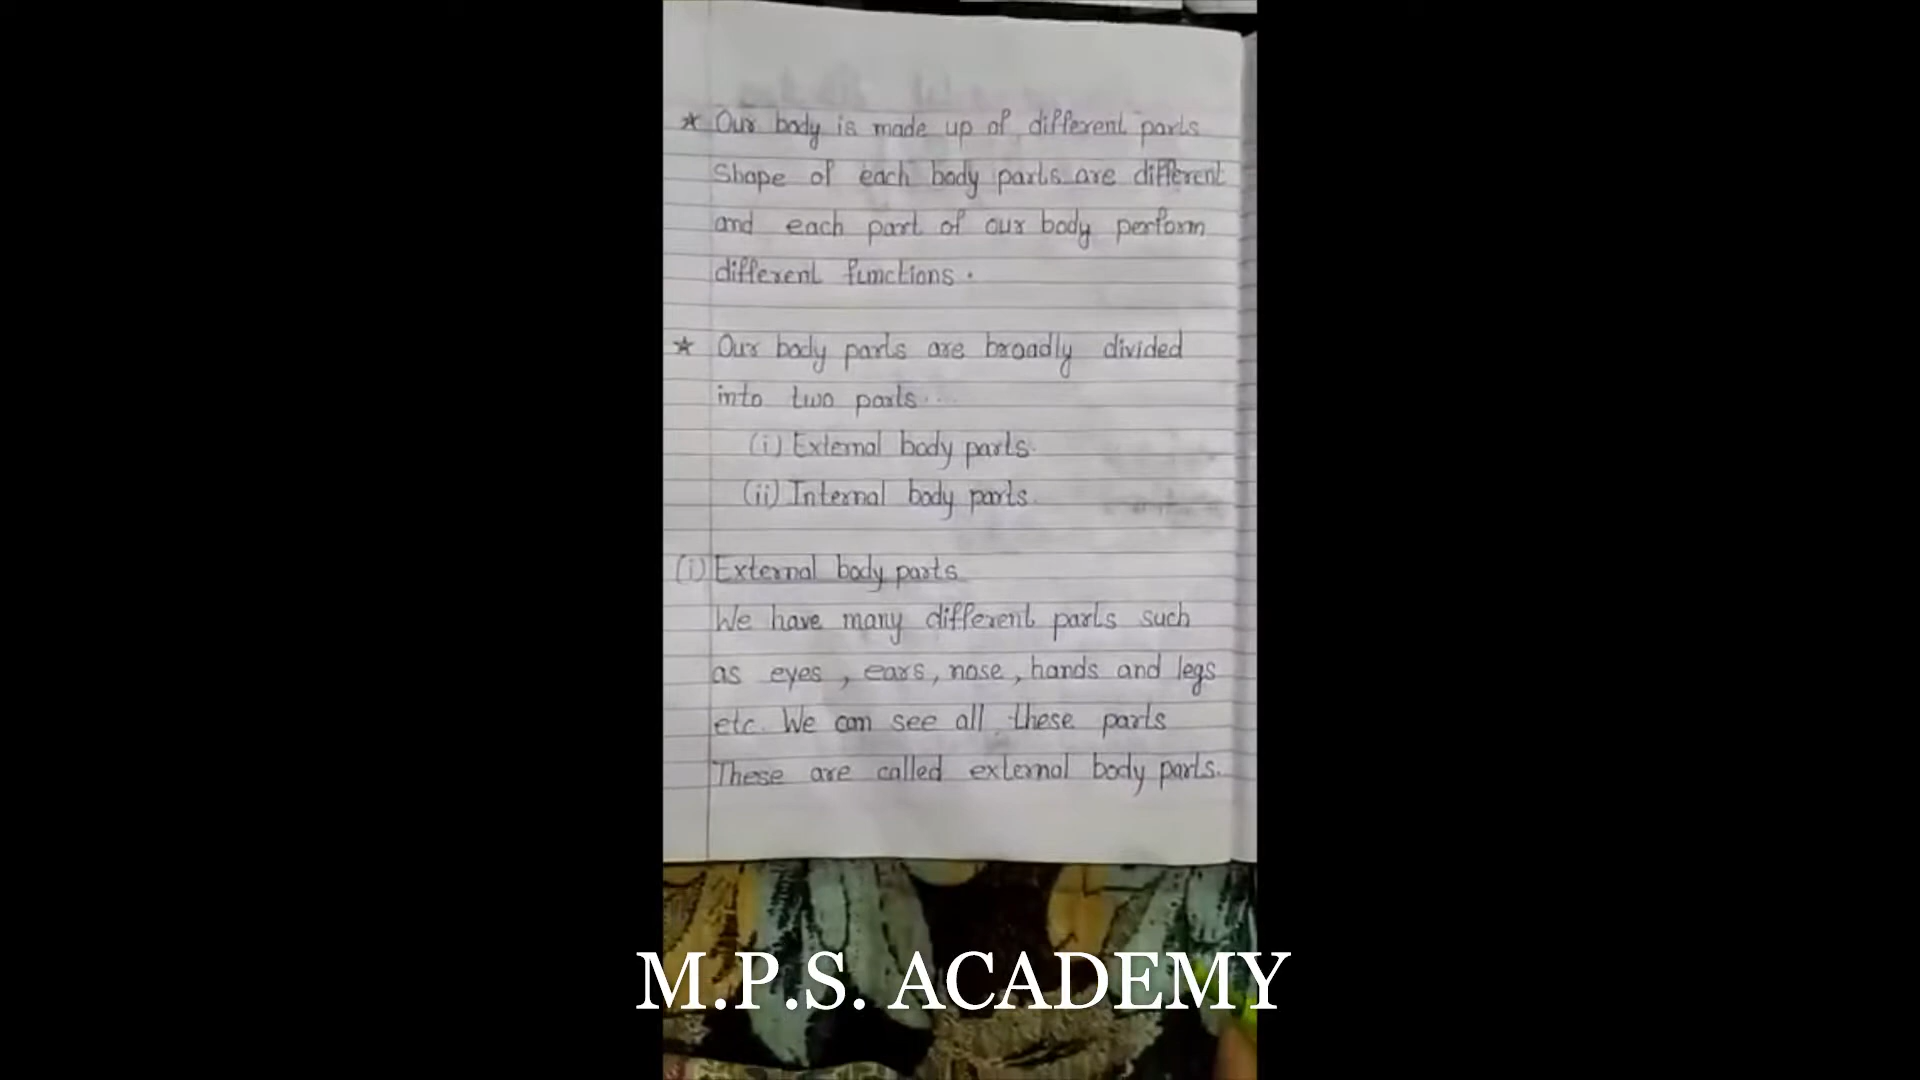 ★ Our body is made up of different parts
Shape of each body parts are different
and each part of our body perform
different functions.
★ Our body parts are broadly divided
into two parts
(i) External body parts.
(ii) Internal body parts.
(i) External body parts
We have many different parts such
as eyes, ears, nose, hands and legs
etc. We can see all these parts
These are called external body parts.
M.P.S. ACADEMY